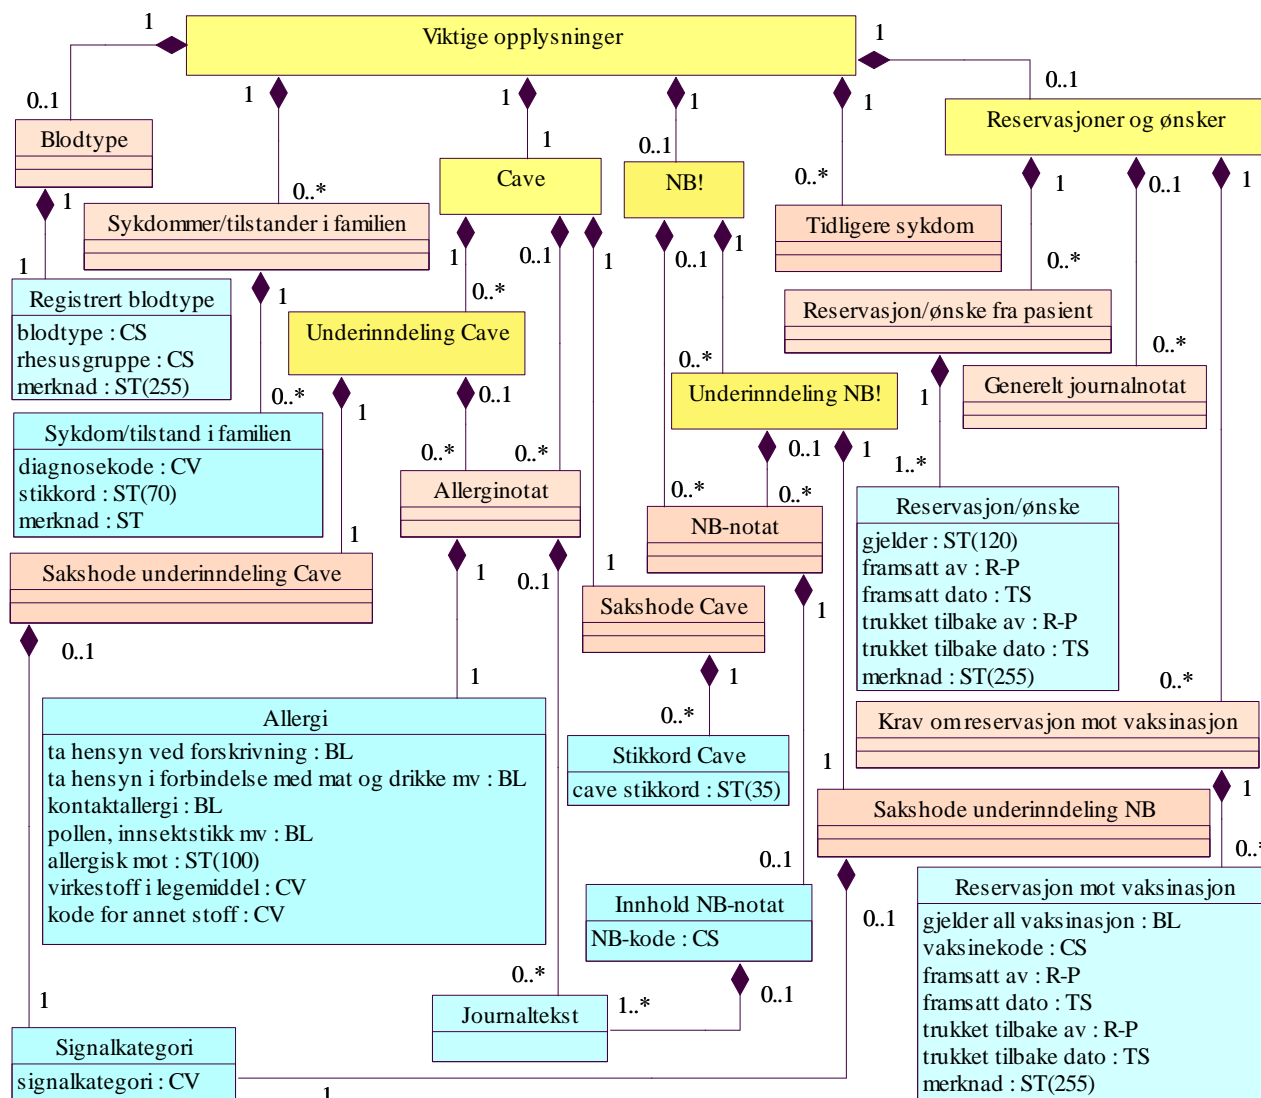 Viktige opplysninger
1
1
1
1
1
1
1
0..1
0..1
1
0..1
0..*
0..*
Blodtype
Reservasjoner og ønsker
Cave
NB!
Sykdommer/tilstander i familien
Tidligere sykdom
1
1
1
0..1
1
0..1
1
1
0..1
1
1
0..*
0..*
0..*
0..*
Registrert blodtype
blodtype : CS
rhesusgruppe : CS
merknad : ST(255)
1
0..*
Underinndeling Cave
Reservasjon/ønske fra pasient
Generelt journalnotat
Underinndeling NB!
Sykdom/tilstand i familien
diagnosekode : CV
stikkord : ST(70)
merknad : ST
1
0..1
0..*
0..*
1
0..1
1
1
1..*
0..*
0..*
Allerginotat
NB-notat
Reservasjon/ønske
gjelder : ST(120)
framsatt av : R-P
framsatt dato : TS
trukket tilbake av : R-P
trukket tilbake dato : TS
merknad : ST(255)
Sakshode underinndeling Cave
0..1
1
0..1
1
Sakshode Cave
1
0..*
1
1
0..*
Krav om reservasjon mot vaksinasjon
Allergi
ta hensyn ved forskrivning : BL
ta hensyn i forbindelse med mat og drikke mv : BL
kontaktallergi : BL
pollen, innsektstikk mv : BL
allergisk mot : ST(100)
virkestoff i legemiddel : CV
kode for annet stoff : CV
Stikkord Cave
cave stikkord : ST(35)
1
1
0..*
Sakshode underinndeling NB
0..1
0..1
Innhold NB-notat
NB-kode : CS
Reservasjon mot vaksinasjon
gjelder all vaksinasjon : BL
vaksinekode : CS
framsatt av : R-P
framsatt dato : TS
trukket tilbake av : R-P
trukket tilbake dato : TS
merknad : ST(255)
0..*
1..*
0..1
Journaltekst
1
Signalkategori
signalkategori : CV
1